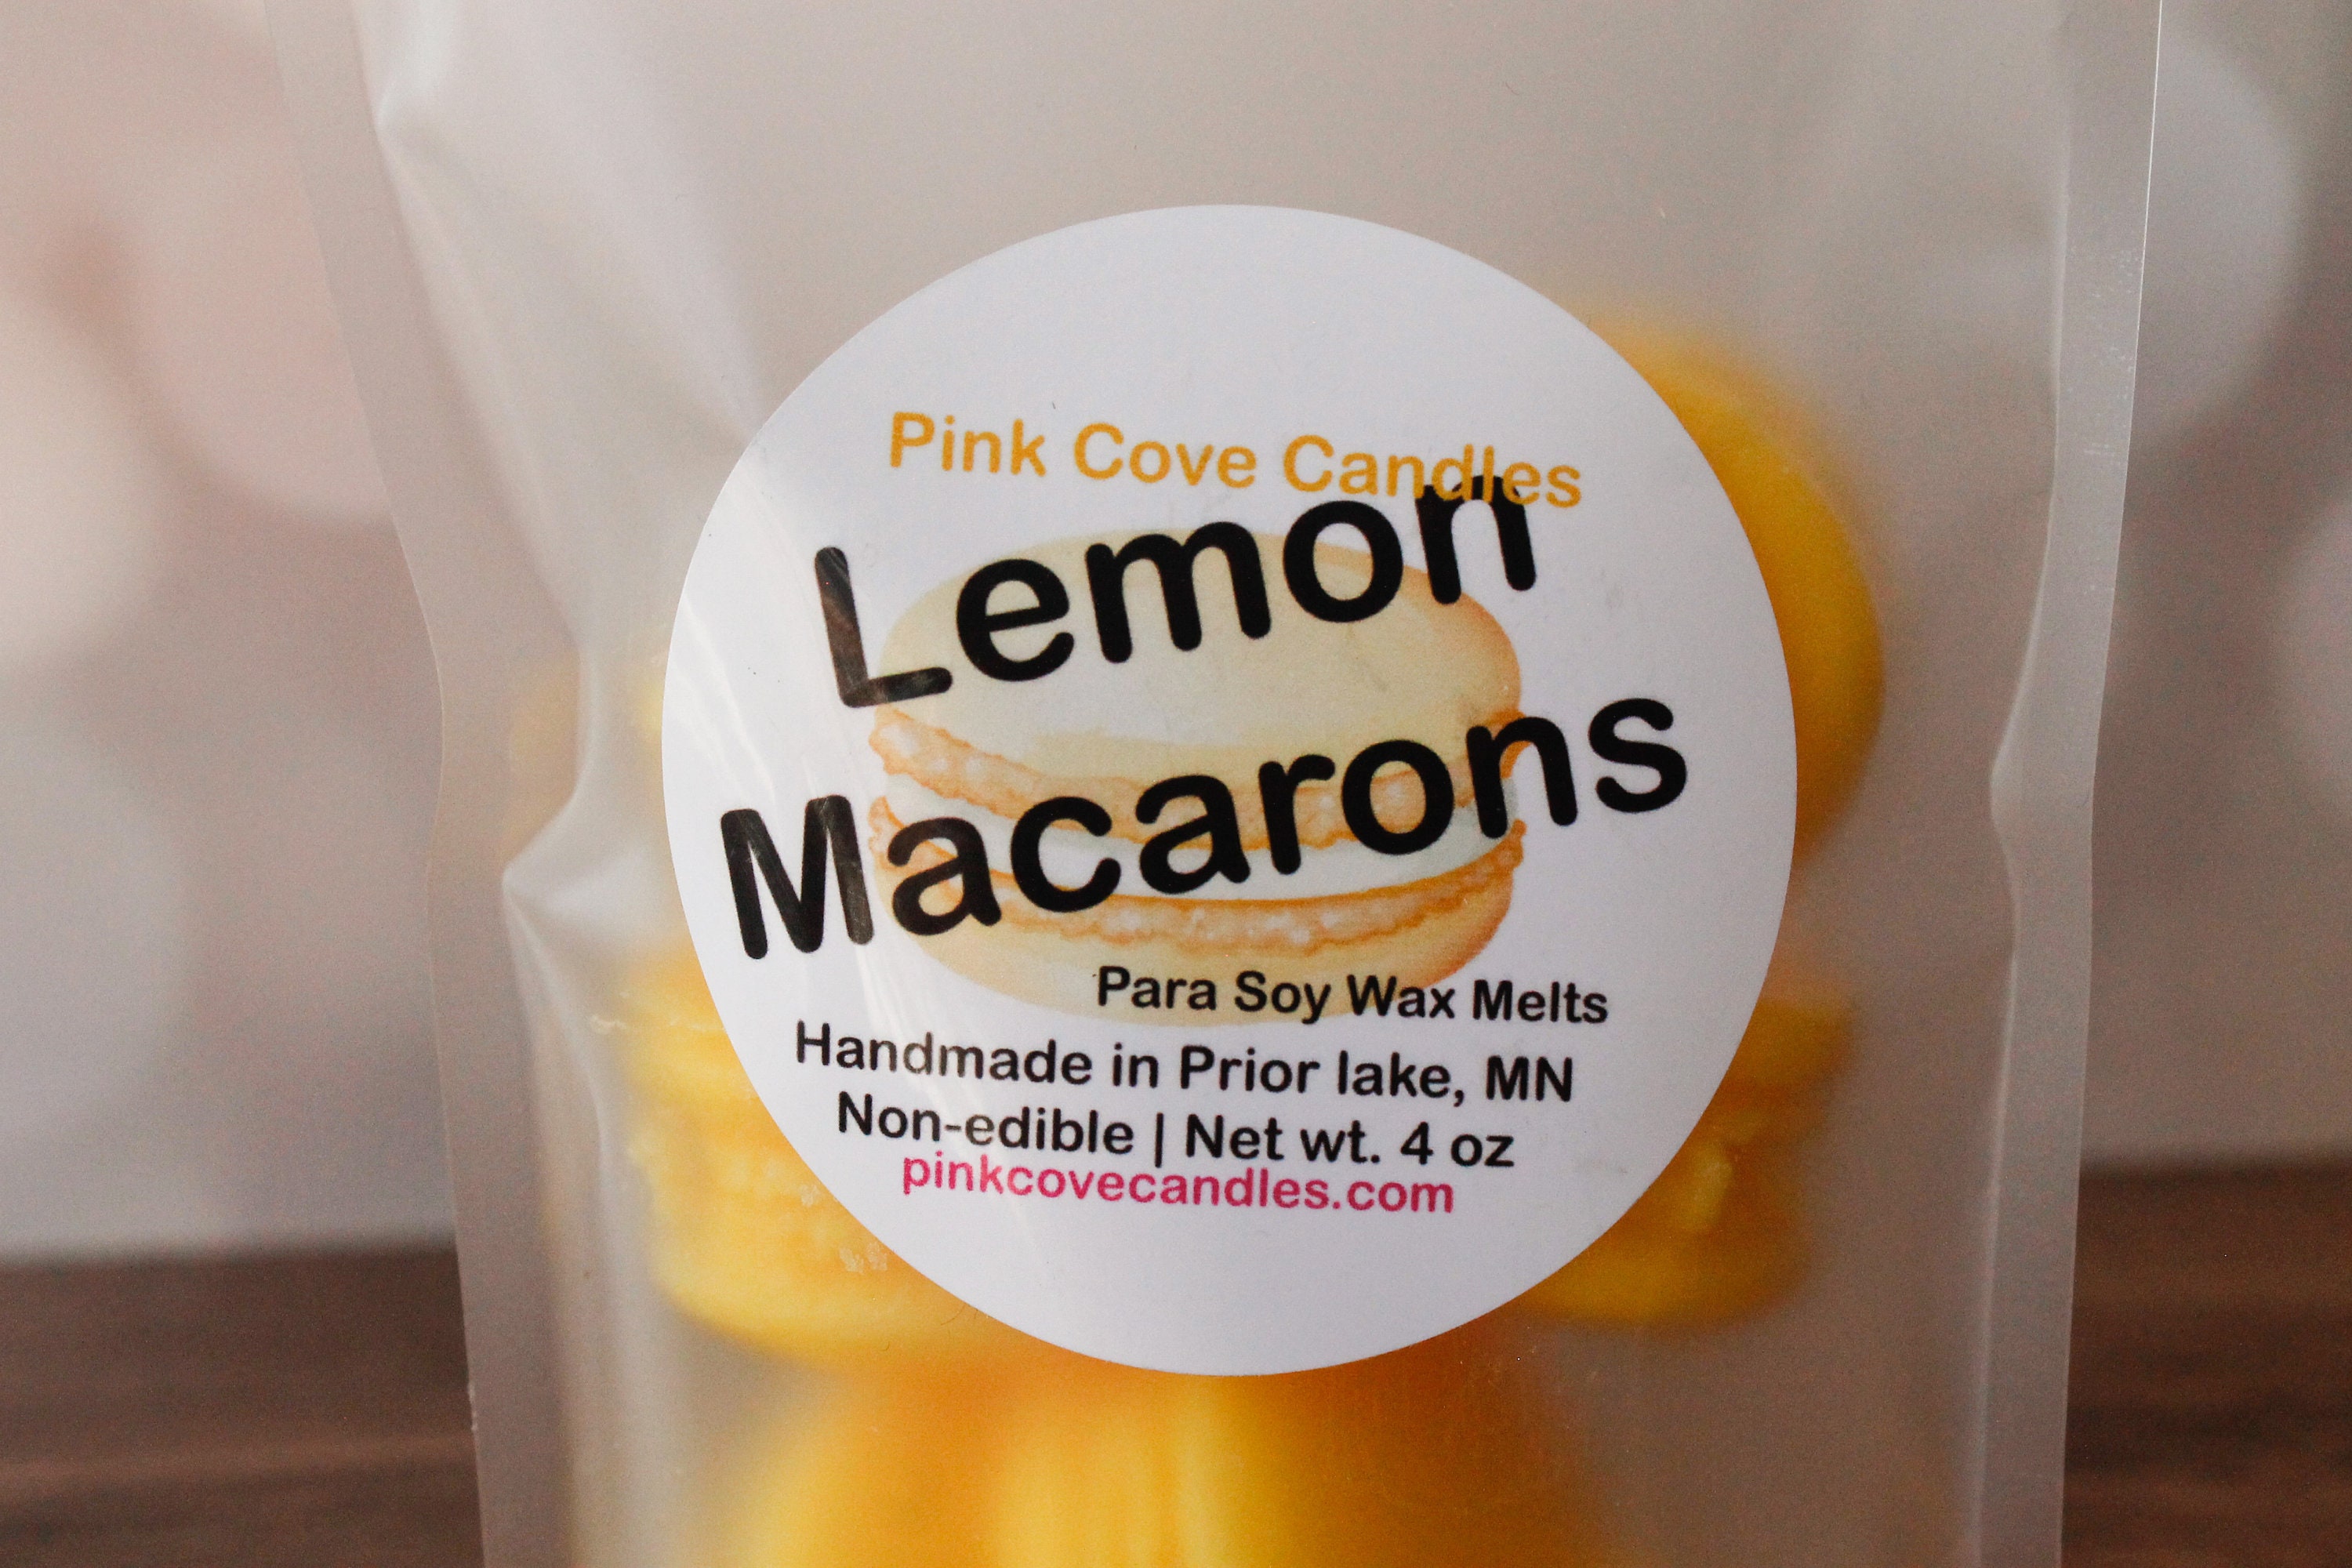 Pink Cove Candles
Lemon
Macarons
Para Soy Wax Melts
Handmade in Prior lake, MN
Non-edible | Net wt. 4 oz
pinkcovecandles.com